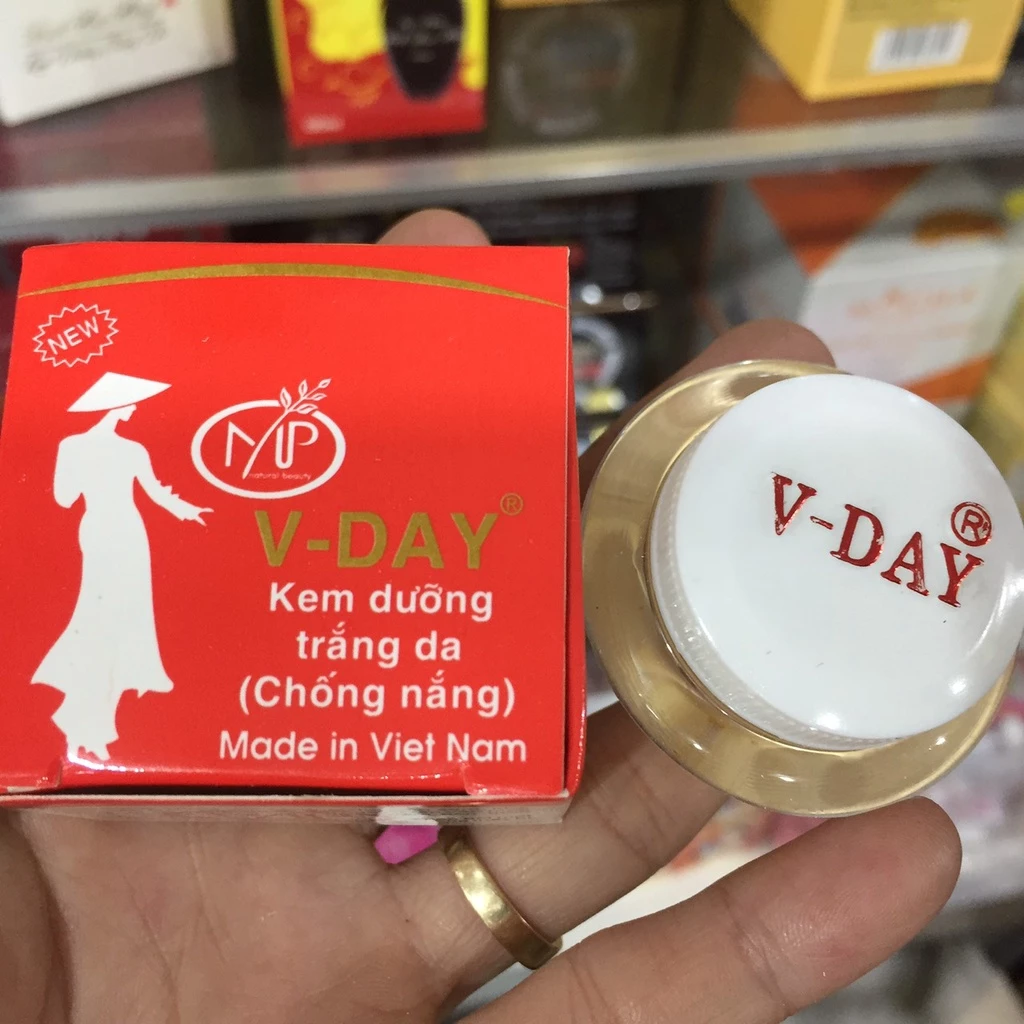 NEW
MP
natural beauty
V-DAY®
Kem dưỡng
trắng da
(Chống nắng)
Made in Viet Nam
V-DAY®